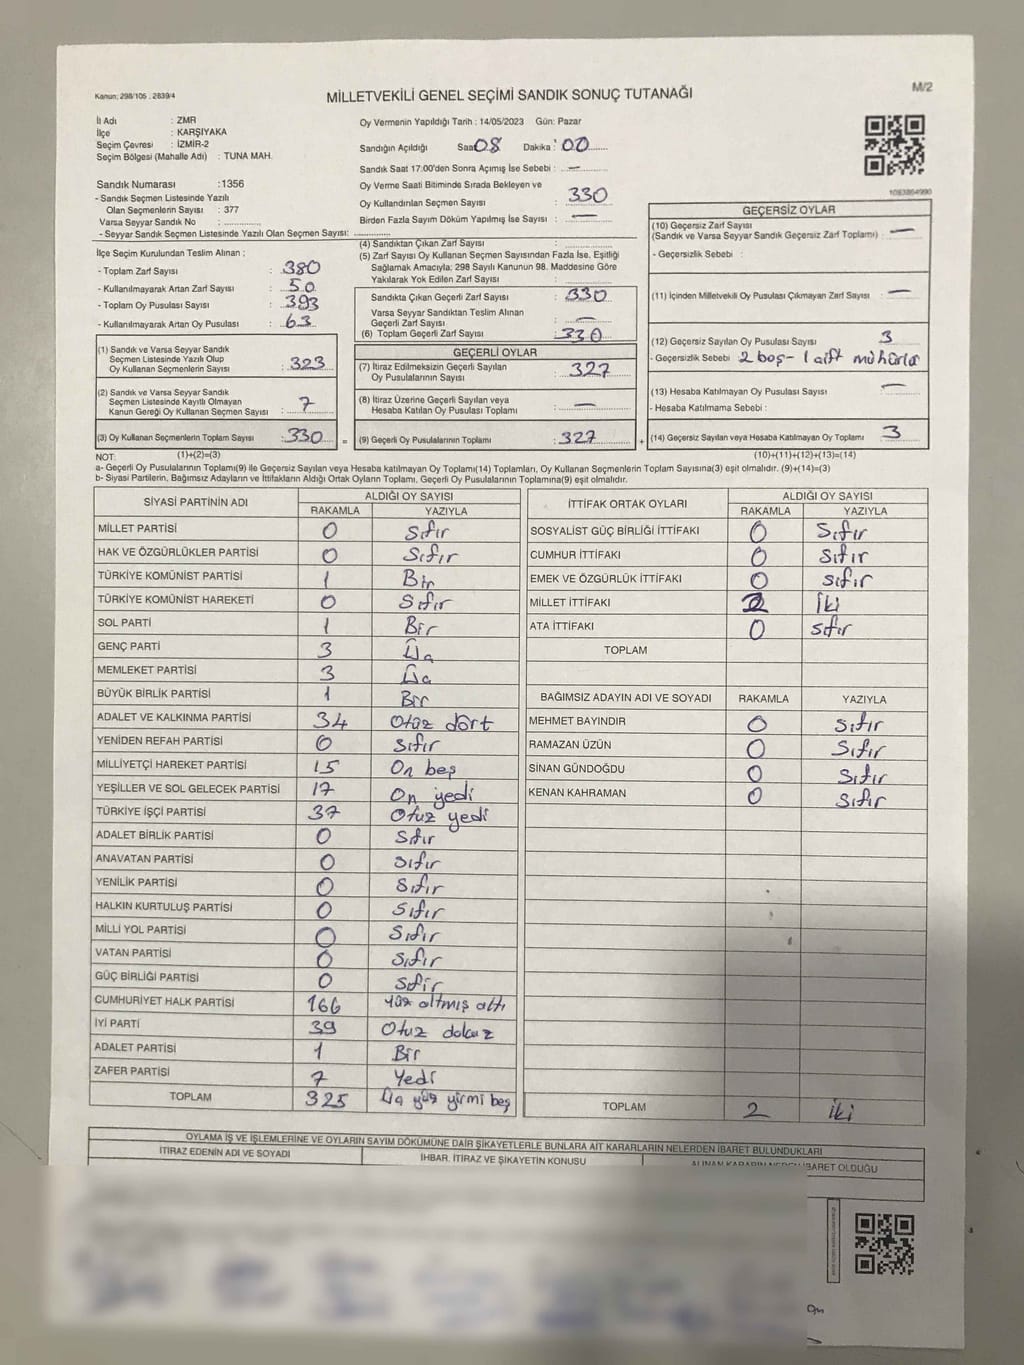 Kanun: 298/105 . 2839/4
MİLLETVEKİLİ GENEL SEÇİMİ SANDIK SONUÇ TUTANAĞI
M/2
İl Adı : ZMR
İlçe : KARŞIYAKA
Seçim Çevresi : İZMİR-2
Seçim Bölgesi (Mahalle Adı) : TUNA MAH.
Sandık Numarası :1356
- Sandık Seçmen Listesinde Yazılı
Olan Seçmenlerin Sayısı : 377
Varsa Seyyar Sandık No :
- Seyyar Sandık Seçmen Listesinde Yazılı Olan Seçmen Sayısı:
Oy Vermenin Yapıldığı Tarih : 14/05/2023 Gün: Pazar
Sandığın Açıldığı Saat 08 Dakika : 00
Sandık Saat 17:00'den Sonra Açımış İse Sebebi : —
Oy Verme Saati Bitiminde Sırada Bekleyen ve
Oy Kullandırılan Seçmen Sayısı : 330
Birden Fazla Sayım Döküm Yapılmış İse Sayısı : —
1093864990
İlçe Seçim Kurulundan Teslim Alınan ;
- Toplam Zarf Sayısı : 380
- Kullanılmayarak Artan Zarf Sayısı : 50
- Toplam Oy Pusulası Sayısı : 393
- Kullanılmayarak Artan Oy Pusulası : 63
(4) Sandıktan Çıkan Zarf Sayısı :
(5) Zarf Sayısı Oy Kullanan Seçmen Sayısından Fazla İse, Eşitliği
Sağlamak Amacıyla; 298 Sayılı Kanunun 98. Maddesine Göre
Yakılarak Yok Edilen Zarf Sayısı :
Sandıkta Çıkan Geçerli Zarf Sayısı : 330
Varsa Seyyar Sandıktan Teslim Alınan
Geçerli Zarf Sayısı : —
(6) Toplam Geçerli Zarf Sayısı : 330
GEÇERSİZ OYLAR
(10) Geçersiz Zarf Sayısı
(Sandık ve Varsa Seyyar Sandık Geçersiz Zarf Toplamı) : —
- Geçersizlik Sebebi :
(11) İçinden Milletvekili Oy Pusulası Çıkmayan Zarf Sayısı : —
(12) Geçersiz Sayılan Oy Pusulası Sayısı : 3
- Geçersizlik Sebebi : 2 boş - 1 çift mühürlü
(13) Hesaba Katılmayan Oy Pusulası Sayısı : —
- Hesaba Katılmama Sebebi :
(14) Geçersiz Sayılan veya Hesaba Katılmayan Oy Toplamı : 3
(1) Sandık ve Varsa Seyyar Sandık
Seçmen Listesinde Yazılı Olup
Oy Kullanan Seçmenlerin Sayısı : 323
(2) Sandık ve Varsa Seyyar Sandık
Seçmen Listesinde Kayıtlı Olmayan
Kanun Gereği Oy Kullanan Seçmen Sayısı : 7
(3) Oy Kullanan Seçmenlerin Toplam Sayısı : 330 =
GEÇERLİ OYLAR
(7) İtiraz Edilmeksizin Geçerli Sayılan
Oy Pusulalarının Sayısı : 327
(8) İtiraz Üzerine Geçerli Sayılan veya
Hesaba Katılan Oy Pusulası Toplamı : —
(9) Geçerli Oy Pusulalarının Toplamı : 327 +
NOT: (1)+(2)=(3)
(10)+(11)+(12)+(13)=(14)
a- Geçerli Oy Pusulalarının Toplamı(9) ile Geçersiz Sayılan veya Hesaba katılmayan Oy Toplamı(14) Toplamları, Oy Kullanan Seçmenlerin Toplam Sayısına(3) eşit olmalıdır. (9)+(14)=(3)
b- Siyasi Partilerin, Bağımsız Adayların ve İttifakların Aldığı Ortak Oyların Toplamı, Geçerli Oy Pusulalarının Toplamına(9) eşit olmalıdır.
SİYASİ PARTİNİN ADI ALDIĞI OY SAYISI
RAKAMLA YAZIYLA
MİLLET PARTİSİ 0 Sıfır
HAK VE ÖZGÜRLÜKLER PARTİSİ 0 Sıfır
TÜRKİYE KOMÜNİST PARTİSİ 1 Bir
TÜRKİYE KOMÜNİST HAREKETİ 0 Sıfır
SOL PARTİ 1 Bir
GENÇ PARTİ 3 Üç
MEMLEKET PARTİSİ 3 Üç
BÜYÜK BİRLİK PARTİSİ 1 Bir
ADALET VE KALKINMA PARTİSİ 34 Otuz dört
YENİDEN REFAH PARTİSİ 0 Sıfır
MİLLİYETÇİ HAREKET PARTİSİ 15 On beş
YEŞİLLER VE SOL GELECEK PARTİSİ 17 On yedi
TÜRKİYE İŞÇİ PARTİSİ 37 Otuz yedi
ADALET BİRLİK PARTİSİ 0 Sıfır
ANAVATAN PARTİSİ 0 Sıfır
YENİLİK PARTİSİ 0 Sıfır
HALKIN KURTULUŞ PARTİSİ 0 Sıfır
MİLLİ YOL PARTİSİ 0 Sıfır
VATAN PARTİSİ 0 Sıfır
GÜÇ BİRLİĞİ PARTİSİ 0 Sıfır
CUMHURİYET HALK PARTİSİ 166 Yüz altmış altı
İYİ PARTİ 39 Otuz dokuz
ADALET PARTİSİ 1 Bir
ZAFER PARTİSİ 7 Yedi
TOPLAM 325 Üç yüz yirmi beş
İTTİFAK ORTAK OYLARI ALDIĞI OY SAYISI
RAKAMLA YAZIYLA
SOSYALIST GÜÇ BİRLİĞİ İTTİFAKI 0 Sıfır
CUMHUR İTTİFAKI 0 Sıfır
EMEK VE ÖZGÜRLÜK İTTİFAKI 0 sıfır
MİLLET İTTİFAKI 2 İki
ATA İTTİFAKI 0 sıfır
TOPLAM
BAĞIMSIZ ADAYIN ADI VE SOYADI RAKAMLA YAZIYLA
MEHMET BAYINDIR 0 Sıfır
RAMAZAN ÜZÜN 0 Sıfır
SİNAN GÜNDOĞDU 0 Sıfır
KENAN KAHRAMAN 0 Sıfır
TOPLAM 2 iki
OYLAMA İŞ VE İŞLEMLERİNE VE OYLARIN SAYIM DÖKÜMÜNE DAİR ŞİKAYETLERLE BUNLARA AİT KARARLARIN NELERDEN İBARET BULUNDUKLARI
İTİRAZ EDENİN ADI VE SOYADI İHBAR, İTİRAZ VE ŞİKAYETİN KONUSU ALINAN KARARIN NEDEN İBARET OLDUĞU